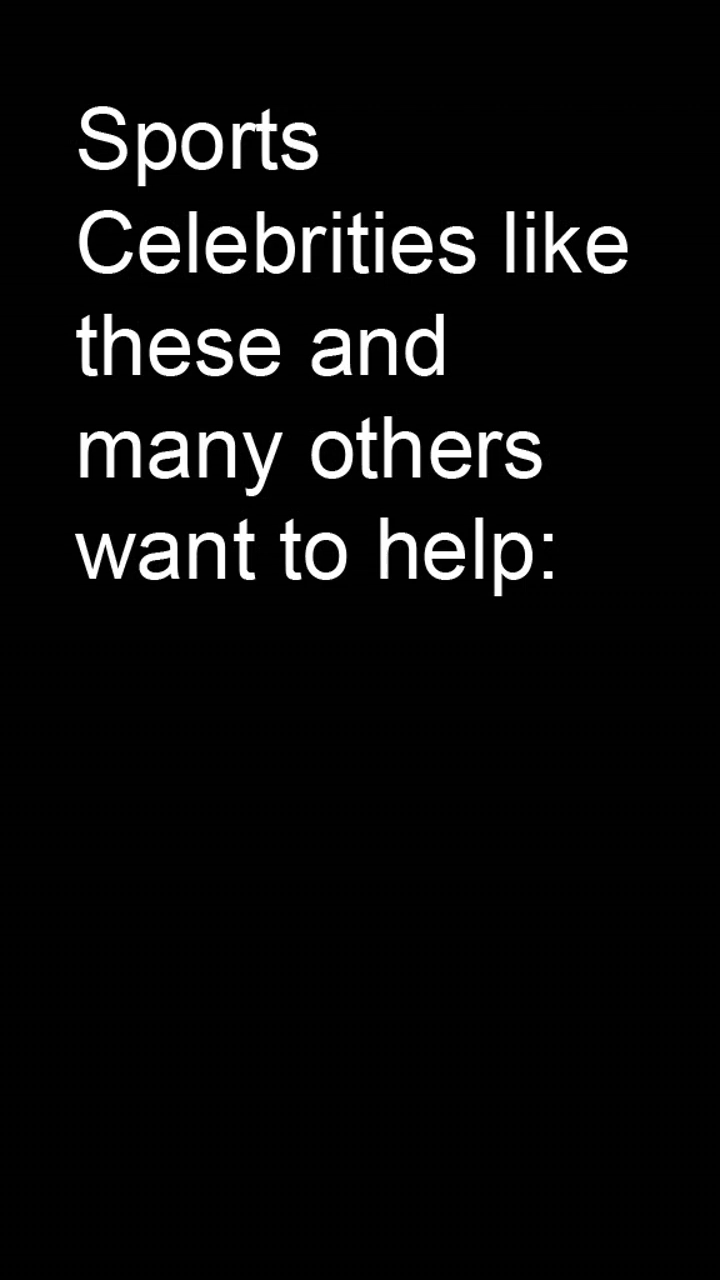 Sports
Celebrities like
these and
many others
want to help: